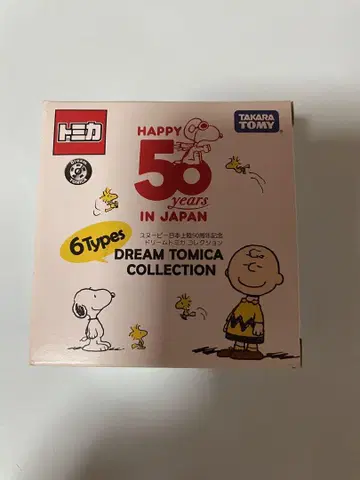 トミカ
TAKARA
TOMY
HAPPY
50
years
IN JAPAN
スヌーピー日本上陸50周年記念
ドリームトミカ コレクション
6Types
DREAM TOMICA
COLLECTION